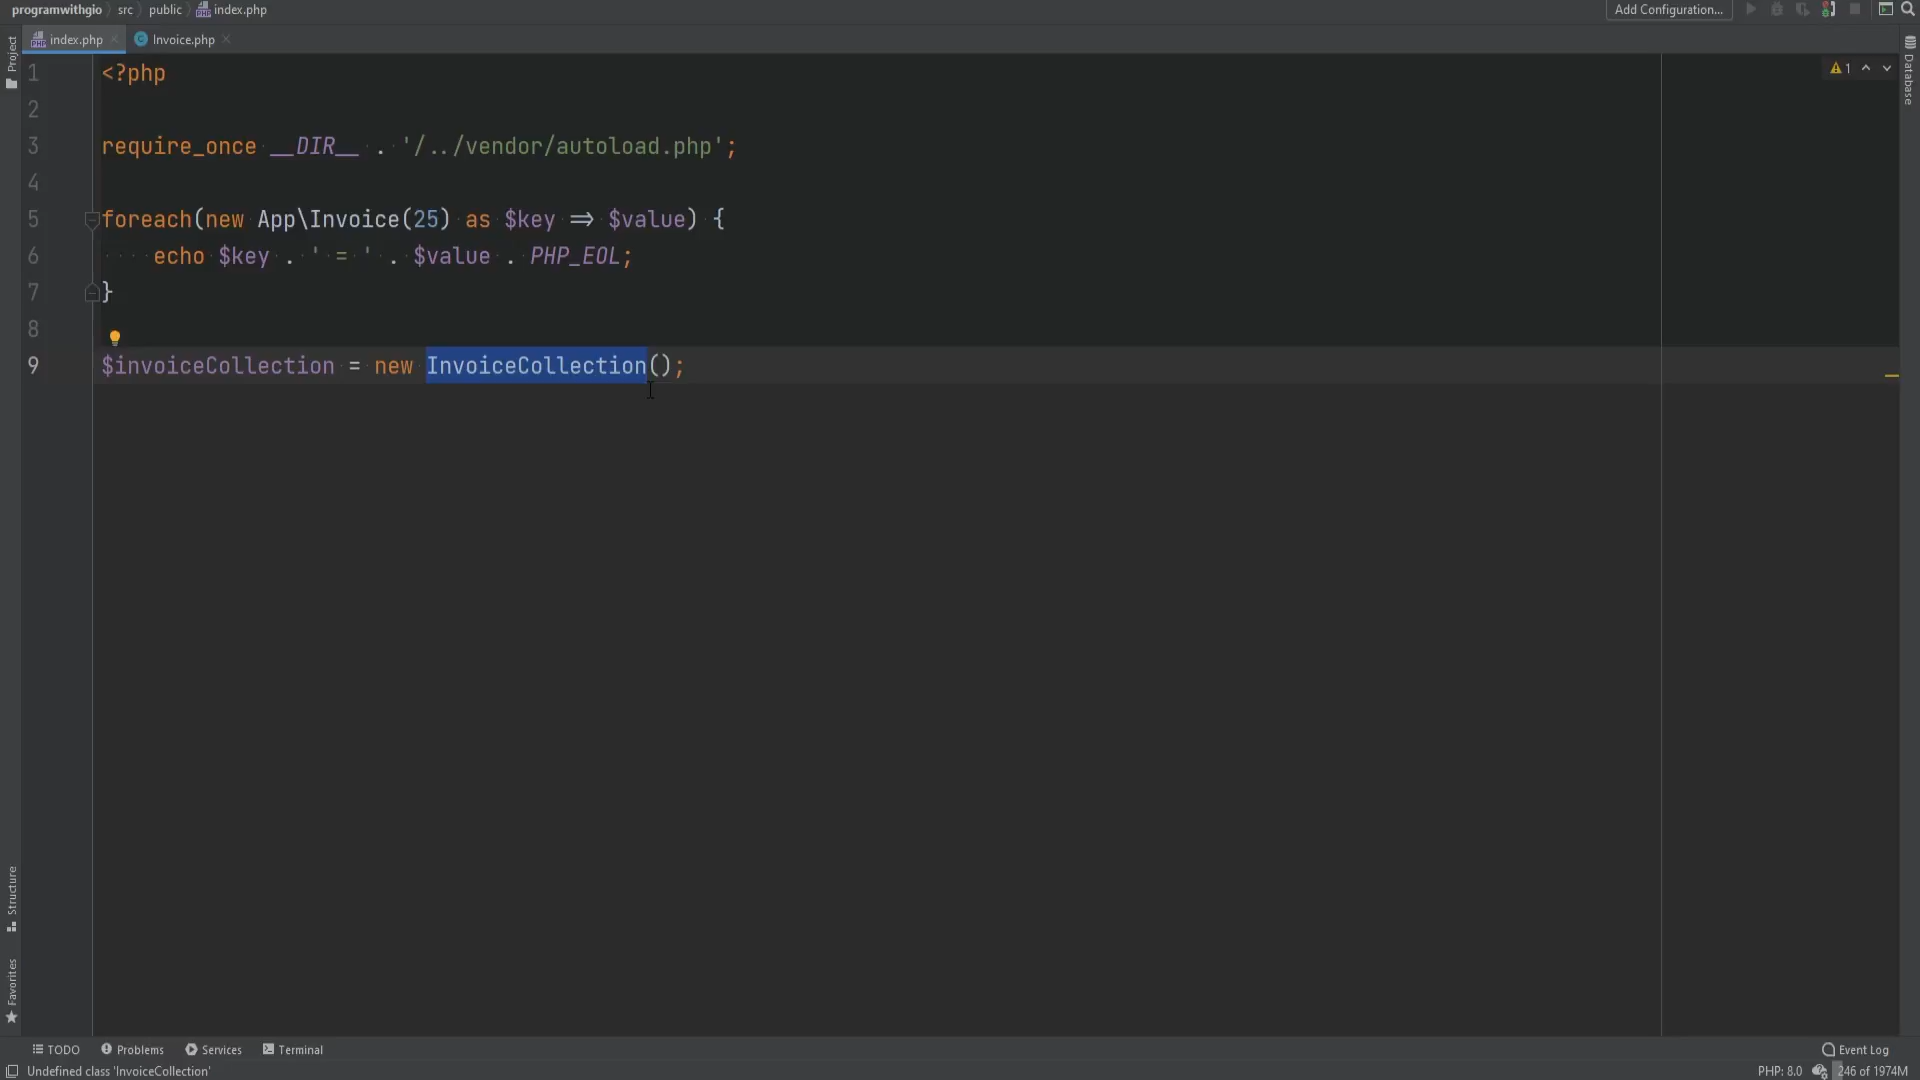 programwithgio src public index.php Add Configuration...
index.php Invoice.php
Project
Database
1
1 <?php
2
3 require_once __DIR__ . '/../vendor/autoload.php';
4
5 foreach(new App\Invoice(25) as $key => $value) {
6 echo $key . ' = ' . $value . PHP_EOL;
7 }
8
9 $invoiceCollection = new InvoiceCollection();
Structure
Favorites
TODO Problems Services Terminal Event Log
Undefined class 'InvoiceCollection' PHP: 8.0 246 of 1974M